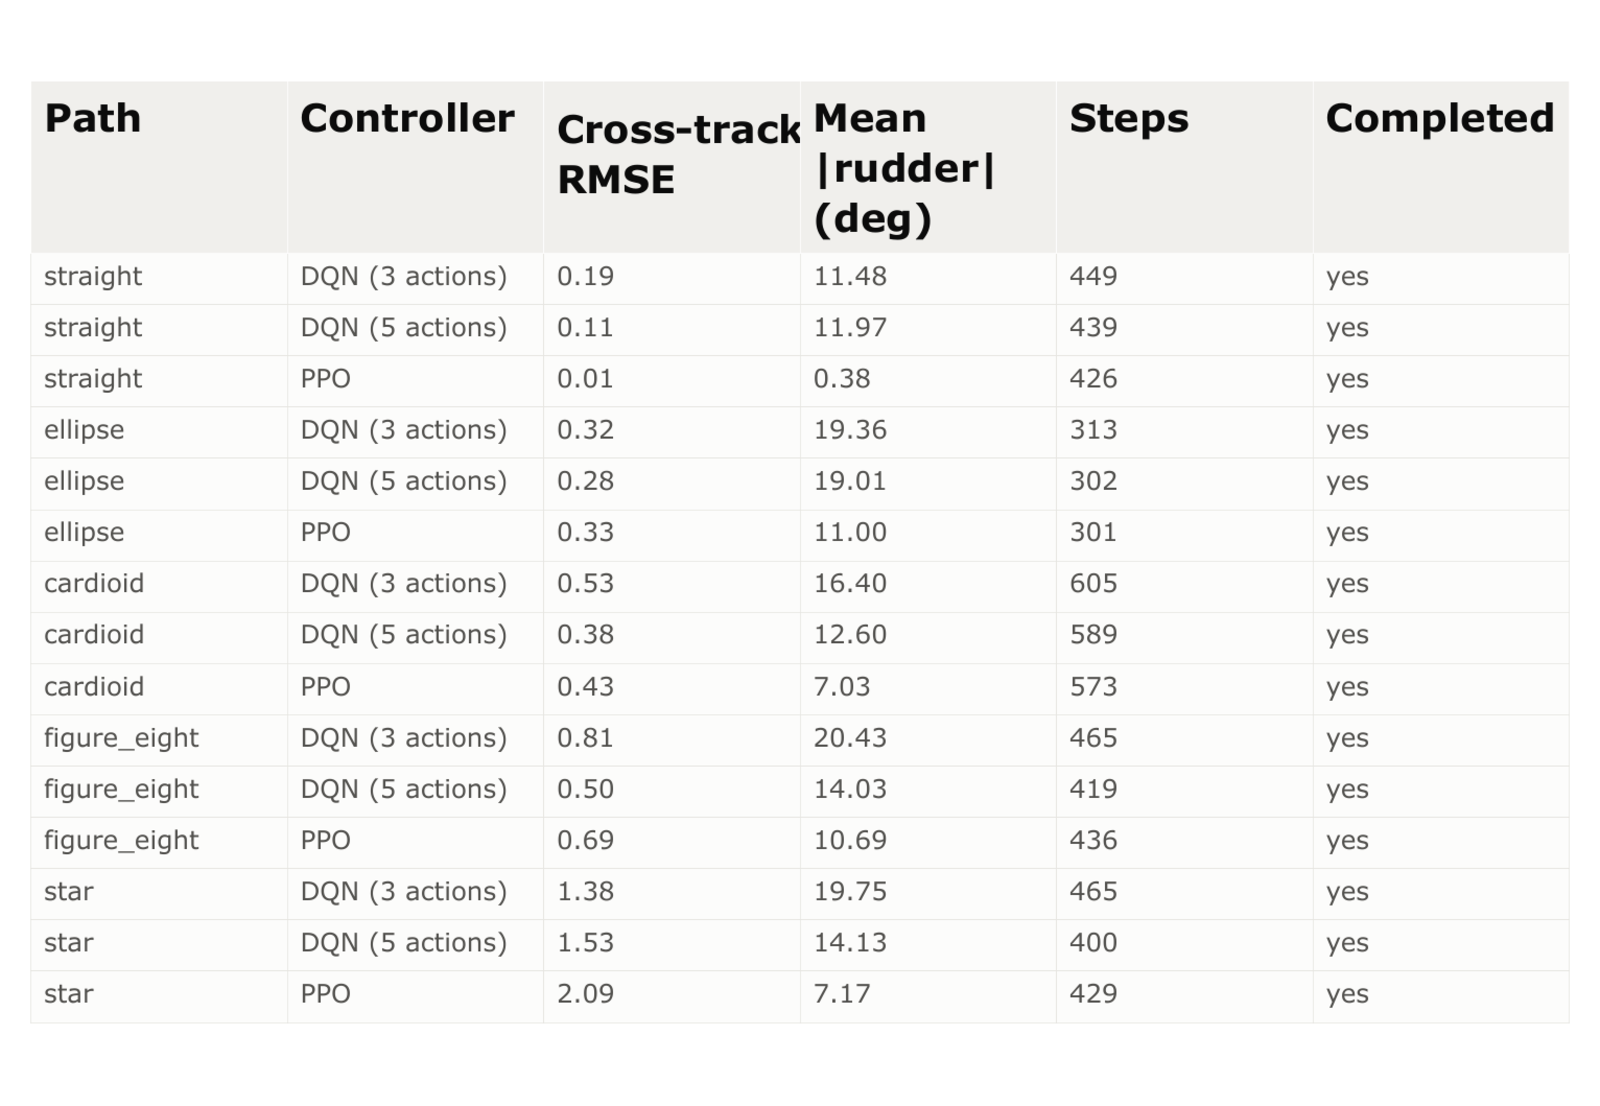 Path Controller Cross-track RMSE Mean |rudder| (deg) Steps Completed
straight DQN (3 actions) 0.19 11.48 449 yes
straight DQN (5 actions) 0.11 11.97 439 yes
straight PPO 0.01 0.38 426 yes
ellipse DQN (3 actions) 0.32 19.36 313 yes
ellipse DQN (5 actions) 0.28 19.01 302 yes
ellipse PPO 0.33 11.00 301 yes
cardioid DQN (3 actions) 0.53 16.40 605 yes
cardioid DQN (5 actions) 0.38 12.60 589 yes
cardioid PPO 0.43 7.03 573 yes
figure_eight DQN (3 actions) 0.81 20.43 465 yes
figure_eight DQN (5 actions) 0.50 14.03 419 yes
figure_eight PPO 0.69 10.69 436 yes
star DQN (3 actions) 1.38 19.75 465 yes
star DQN (5 actions) 1.53 14.13 400 yes
star PPO 2.09 7.17 429 yes